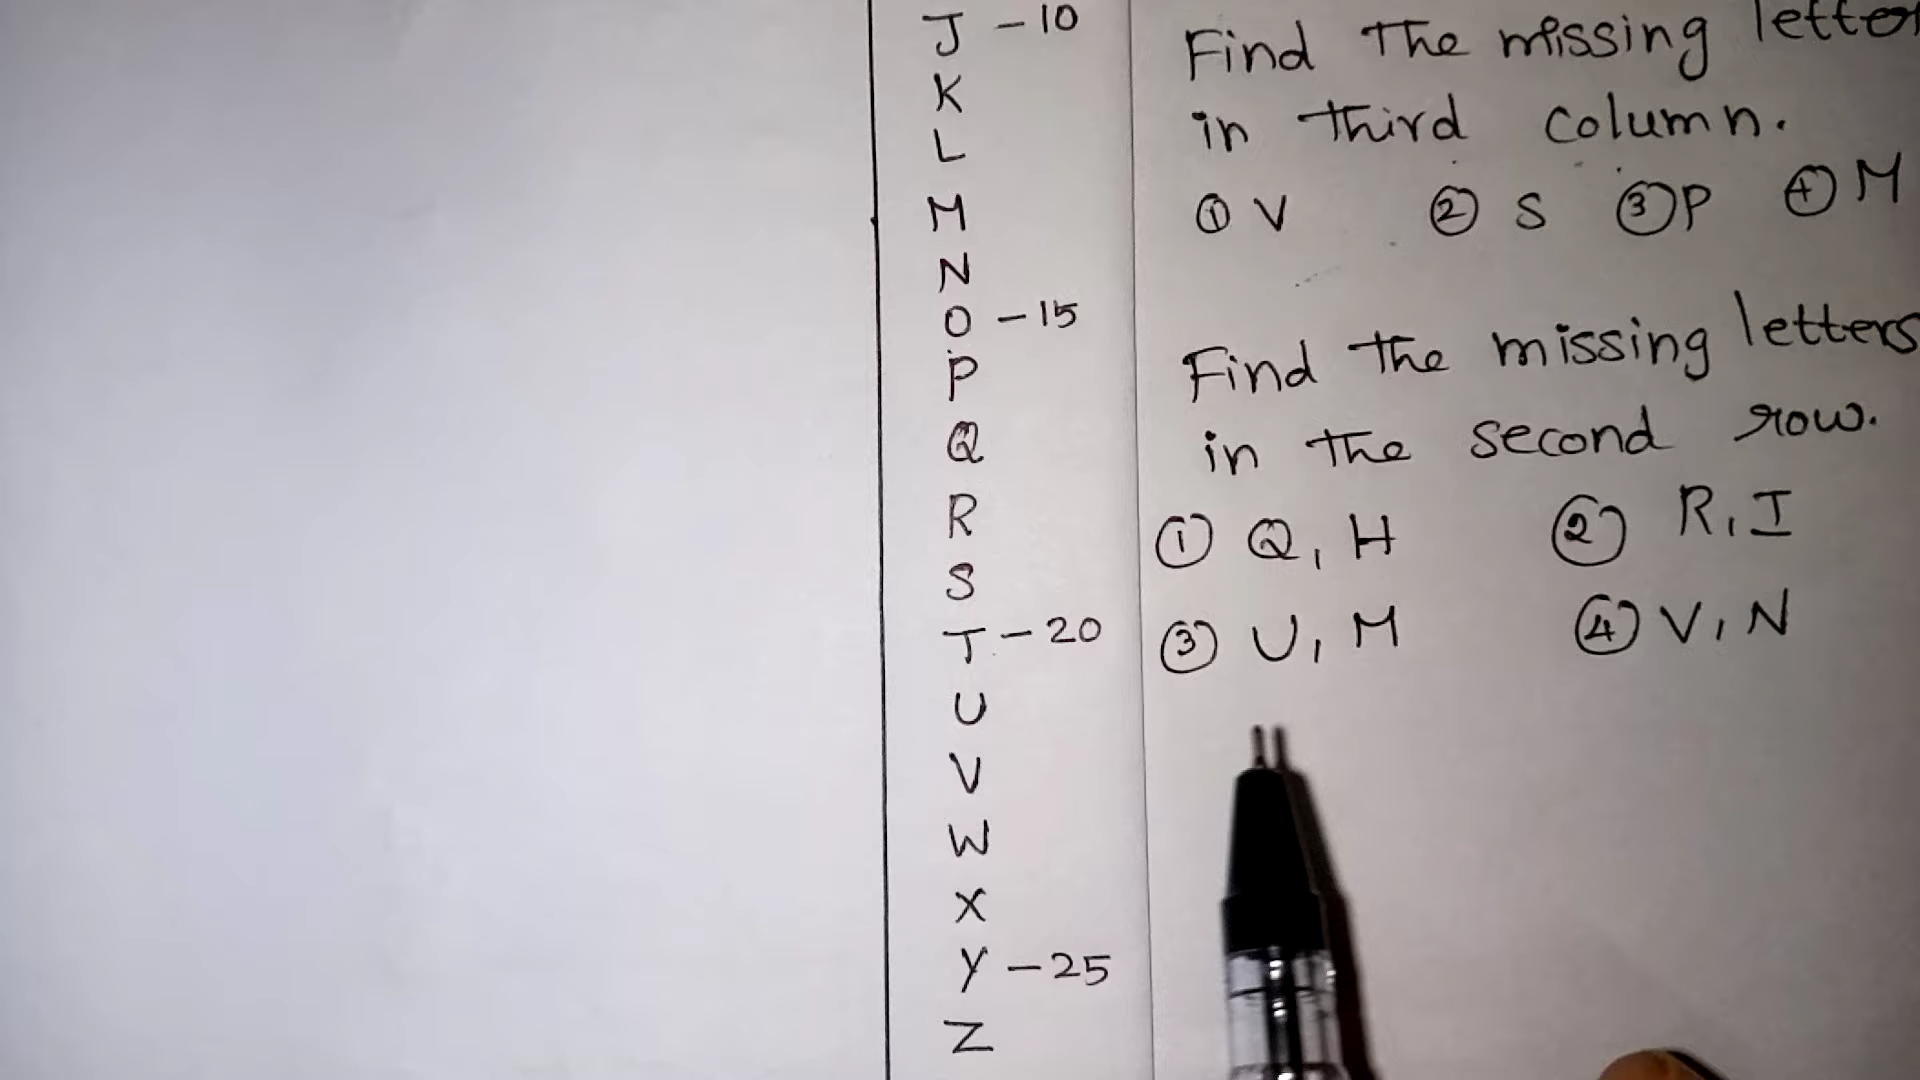 J - 10
K
L
M
N
O - 15
P
Q
R
S
T - 20
U
V
W
X
Y - 25
Z
Find the missing letter
in third column.
① V ② S ③ P ④ M
Find the missing letters
in the second row.
① Q, H ② R, I
③ U, M ④ V, N